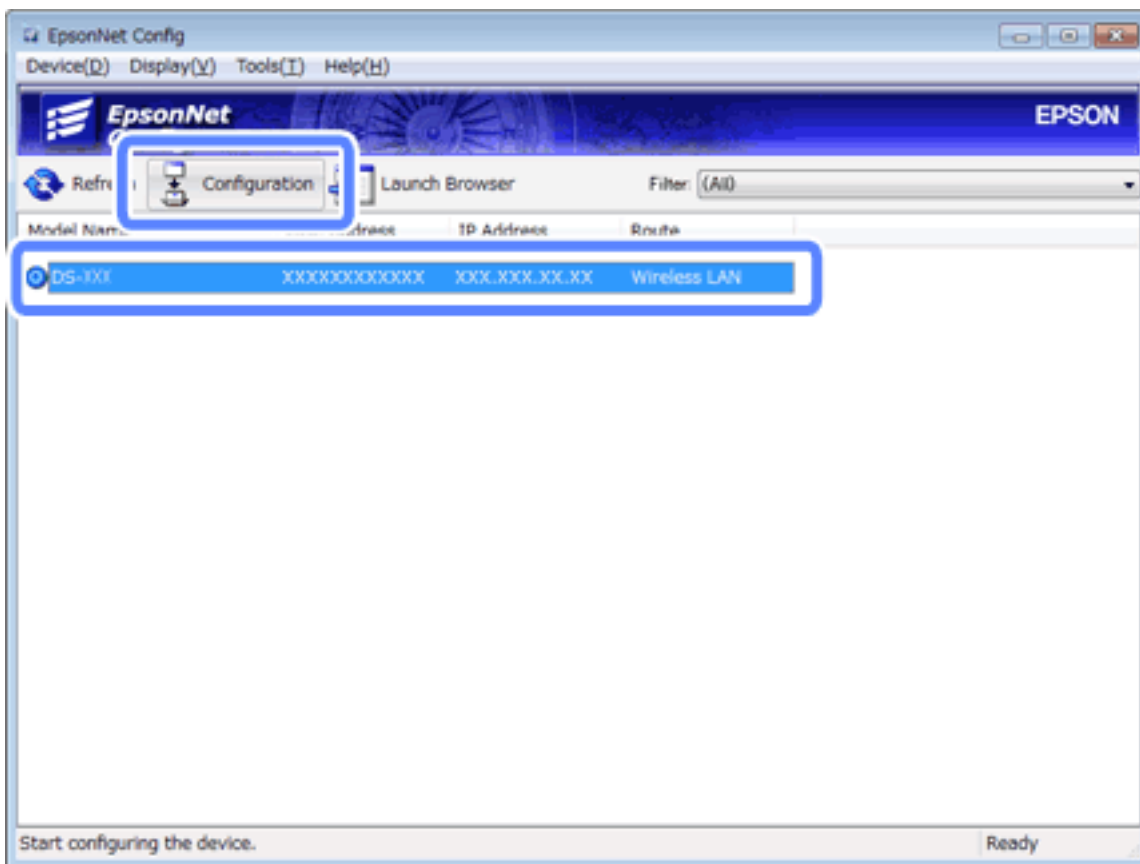 EpsonNet Config
Device(D) Display(V) Tools(T) Help(H)
EpsonNet
EPSON
Configuration Launch Browser Filter: (All)
Model IP Address Route
DS-XXX XXXXXXXXXXXX XXX.XXX.XX.XX Wireless LAN
Start configuring the device. Ready